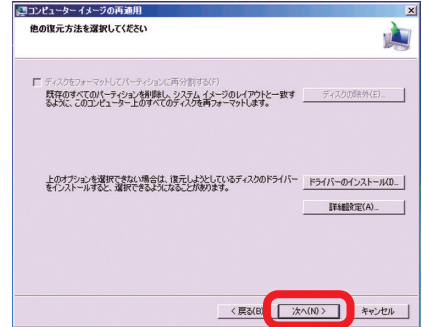 コンピューター イメージの再適用
他の復元方法を選択してください
ディスクをフォーマットしてパーティションに再分割する(F)
既存のすべてのパーティションを削除し、システム イメージのレイアウトと一致す
るように、このコンピューター上のすべてのディスクを再フォーマットします。
ディスクの除外(E)...
上のオプションを選択できない場合は、復元しようとしているディスクのドライバー
をインストールすると、選択できるようになることがあります。
ドライバーのインストール(I)...
詳細設定(A)...
< 戻る(B)
次へ(N) >
キャンセル